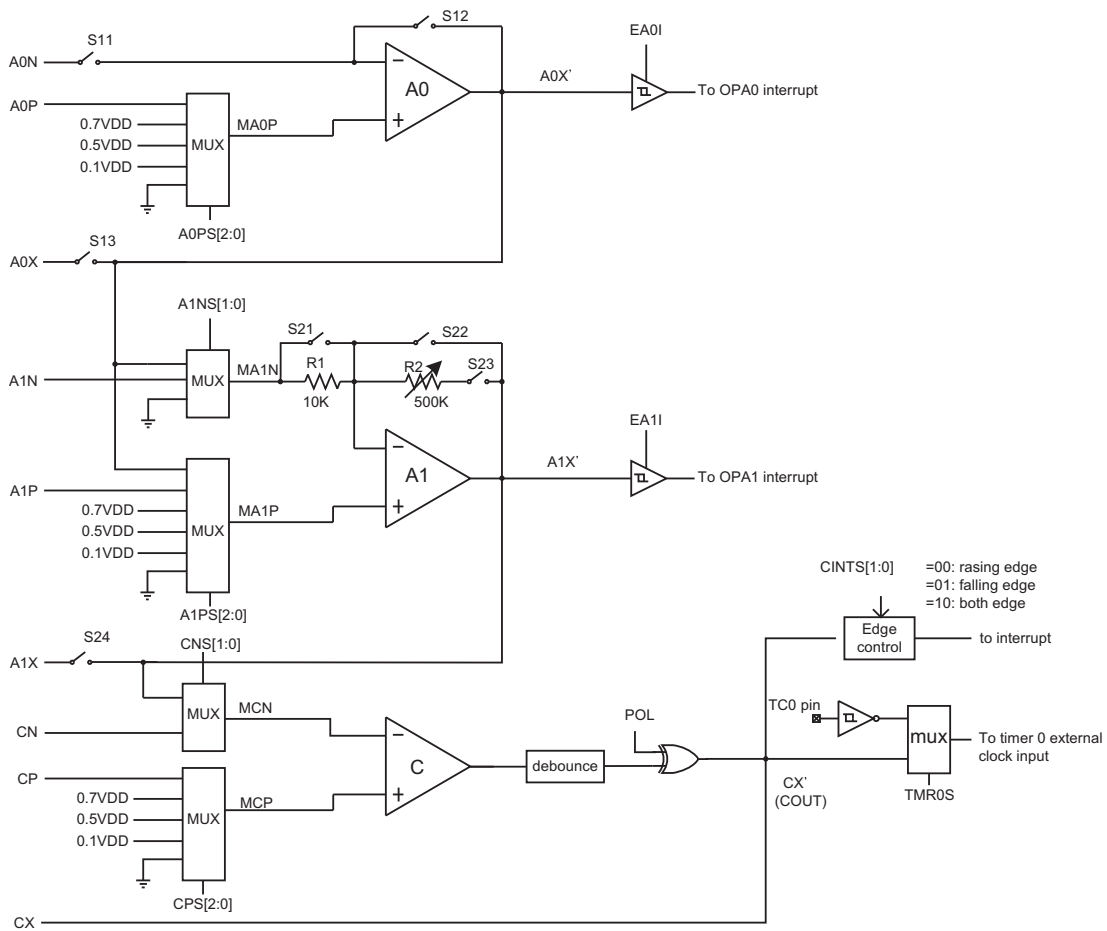 S12
S11
EA0I
A0N
−
A0
A0X’
To OPA0 interrupt
A0P
0.7VDD
MA0P
+
0.5VDD
MUX
0.1VDD
A0PS[2:0]
S13
A0X
A1NS[1:0]
S21
S22
R1
R2
S23
A1N
MUX
MA1N
10K
500K
EA1I
−
A1
A1X’
To OPA1 interrupt
A1P
0.7VDD
MA1P
+
0.5VDD
MUX
0.1VDD
CINTS[1:0]
=00: rasing edge
=01: falling edge
=10: both edge
A1PS[2:0]
S24
CNS[1:0]
Edge
control
to interrupt
A1X
MUX
MCN
TC0 pin
POL
CN
−
mux
To timer 0 external
clock input
C
debounce
CP
CX’
(COUT)
TMR0S
0.7VDD
MCP
+
0.5VDD
MUX
0.1VDD
CPS[2:0]
CX